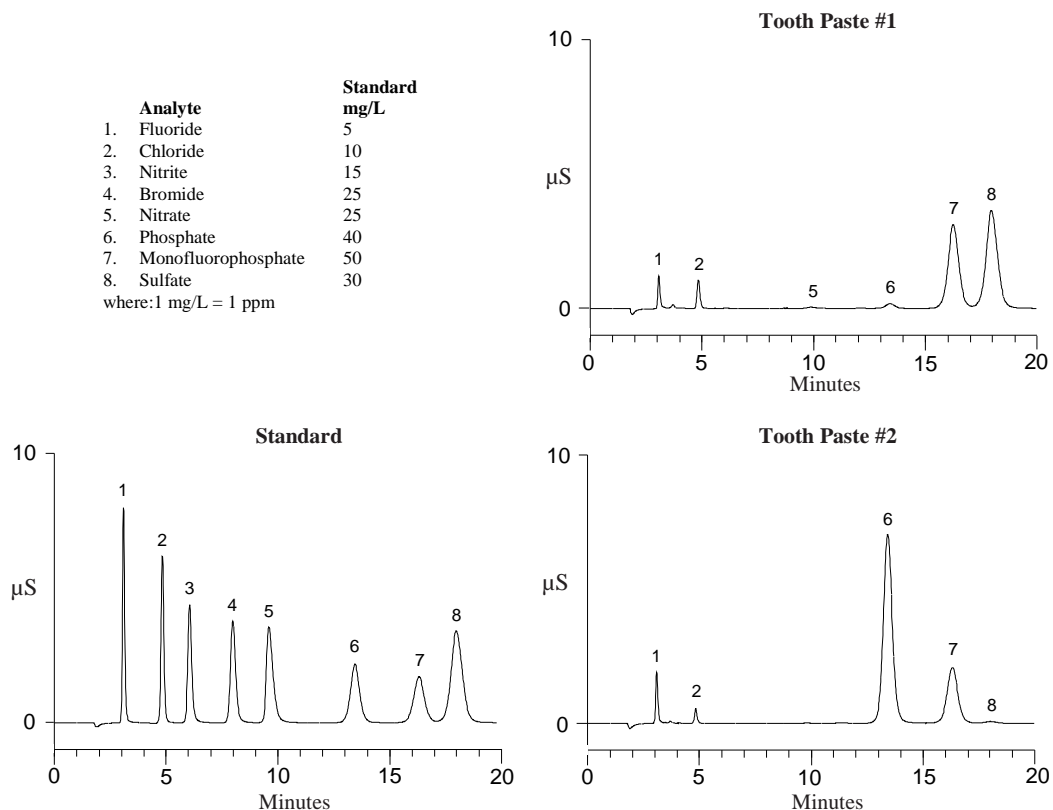 Standard
Analyte mg/L
1. Fluoride 5
2. Chloride 10
3. Nitrite 15
4. Bromide 25
5. Nitrate 25
6. Phosphate 40
7. Monofluorophosphate 50
8. Sulfate 30
where:1 mg/L = 1 ppm
Tooth Paste #1
10
µS
0
1
2
5
6
7
8
0 5 10 15 20
Minutes
Standard
10
µS
0
1
2
3
4
5
6
7
8
0 5 10 15 20
Minutes
Tooth Paste #2
10
µS
0
1
2
6
7
8
0 5 10 15 20
Minutes